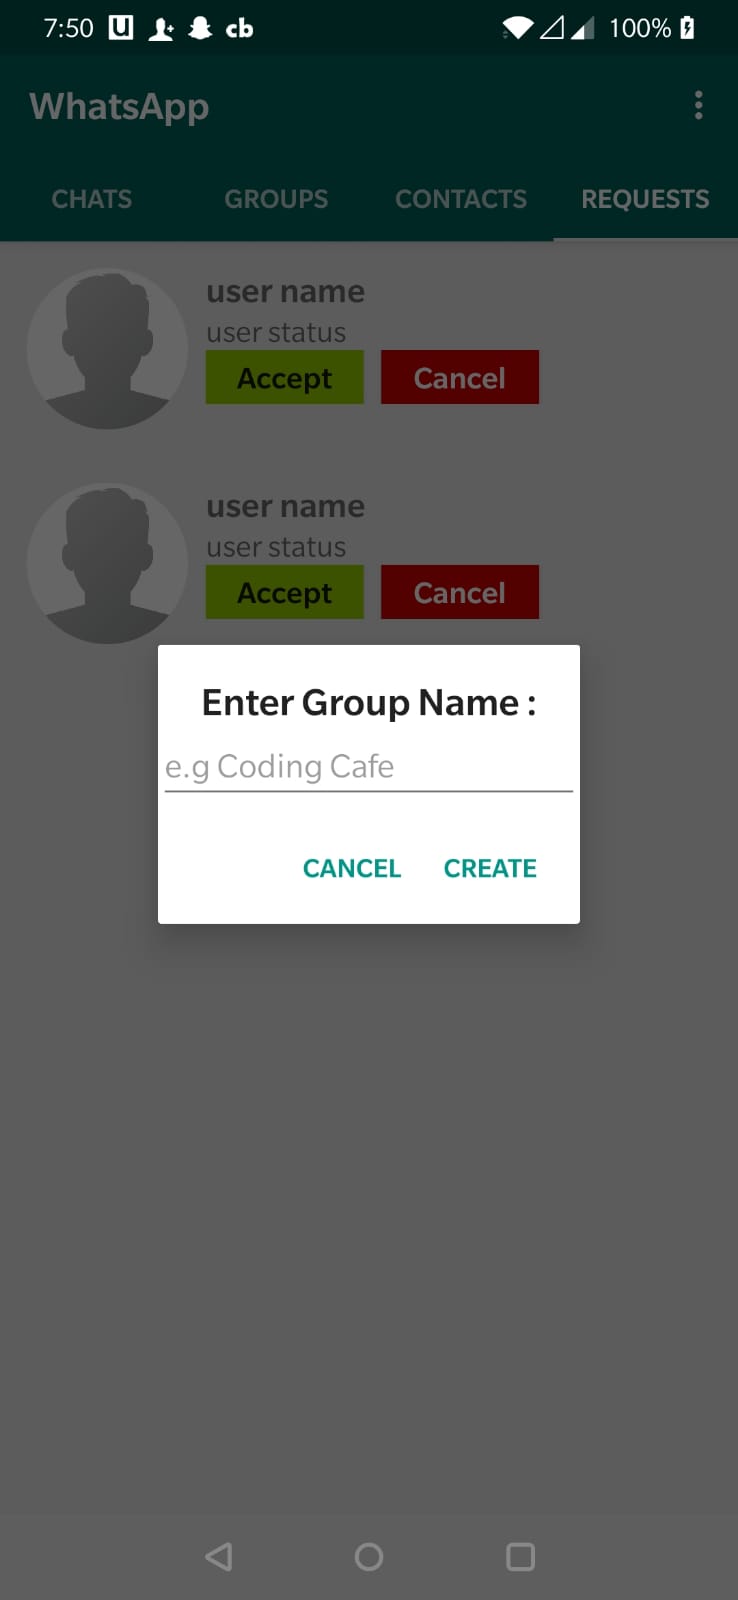 7:50 U cb 100%
WhatsApp
CHATS GROUPS CONTACTS REQUESTS
user name
user status
Accept Cancel
user name
user status
Accept Cancel
Enter Group Name :
e.g Coding Cafe
CANCEL CREATE